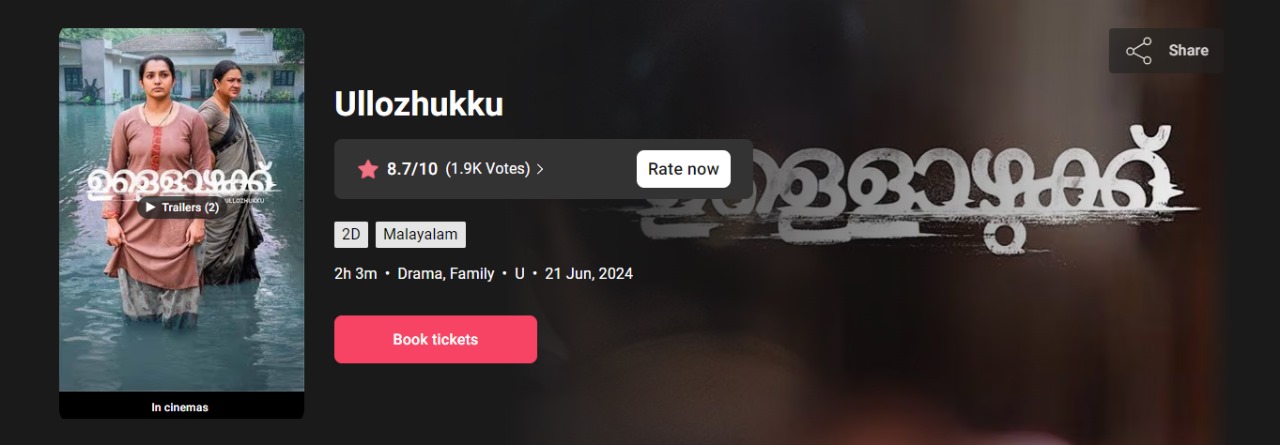 Share
Ullozhukku
8.7/10 (1.9K Votes)
Rate now
ഉള്ളൊഴുക്ക്
ഉള്ളൊഴുക്ക്
ULLOZHUKKU
Trailers (2)
2D
Malayalam
2h 3m • Drama, Family • U • 21 Jun, 2024
Book tickets
In cinemas